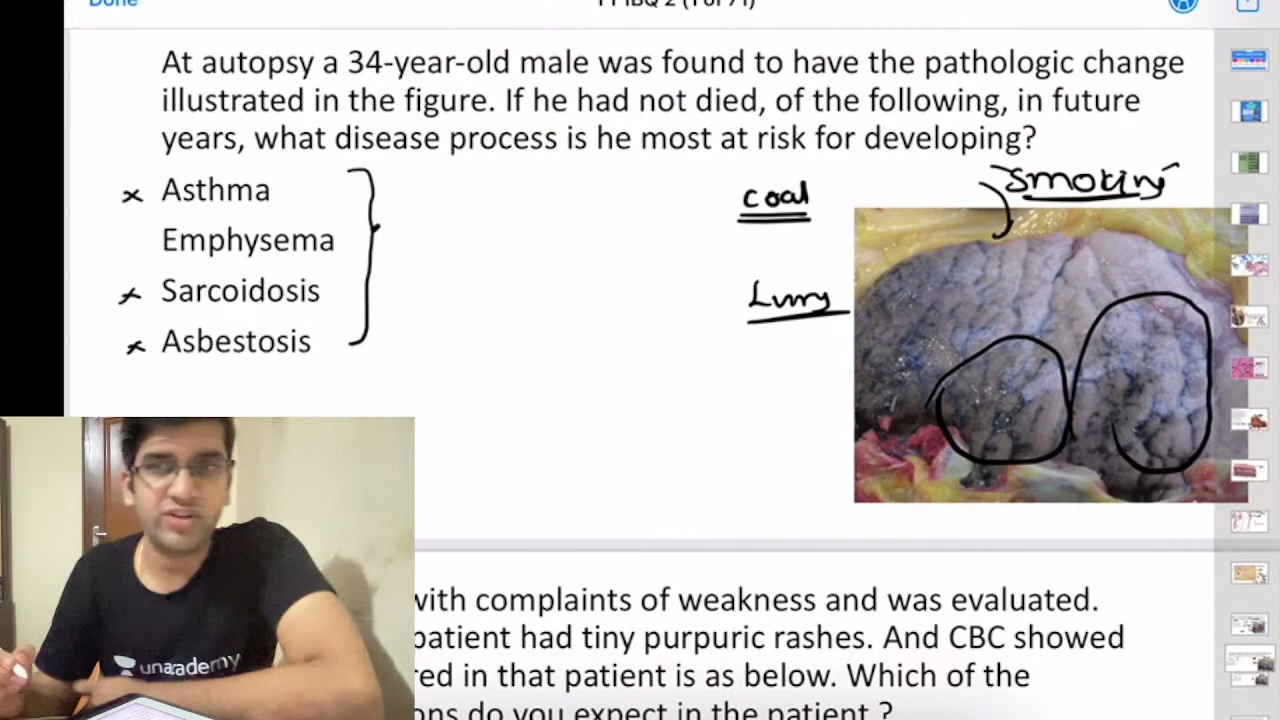 Done
At autopsy a 34-year-old male was found to have the pathologic change
illustrated in the figure. If he had not died, of the following, in future
years, what disease process is he most at risk for developing?
x Asthma
Emphysema
x Sarcoidosis
x Asbestosis
coal
smoking
Lung
unacademy
with complaints of weakness and was evaluated.
patient had tiny purpuric rashes. And CBC showed
red in that patient is as below. Which of the
ons do you expect in the patient ?